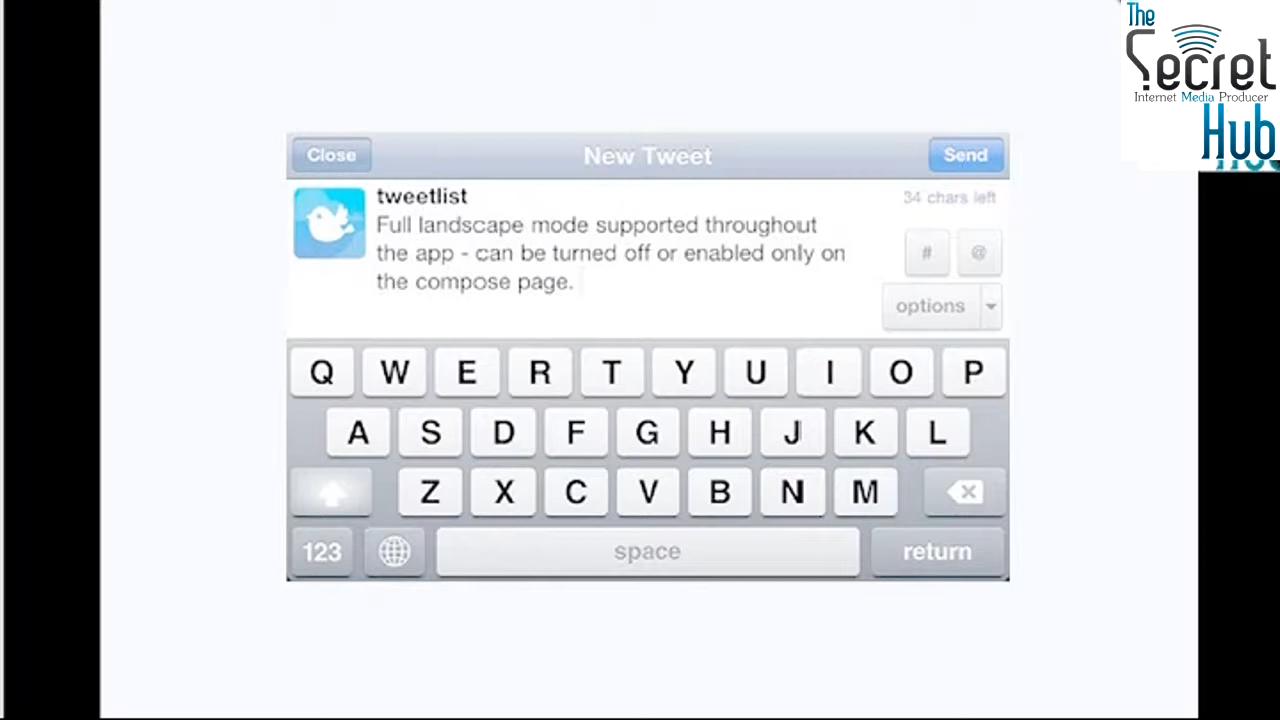 The
Secret
Internet Media Producer
Hub
Close
New Tweet
Send
tweetlist
34 chars left
Full landscape mode supported throughout
the app - can be turned off or enabled only on
the compose page.
# @
options
Q W E R T Y U I O P
A S D F G H J K L
Z X C V B N M
123
space
return